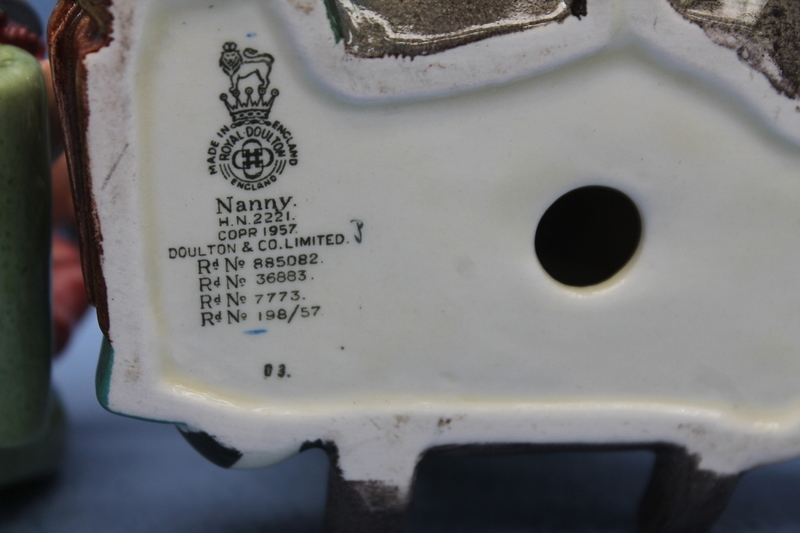 MADE IN ENGLAND
ROYAL·DOULTON
ENGLAND
Nanny.
H.N.2221.
COPR 1957.
DOULTON & CO. LIMITED.
Rd No 885082.
Rd No 36883.
Rd No 7773.
Rd No 198/57.
03.